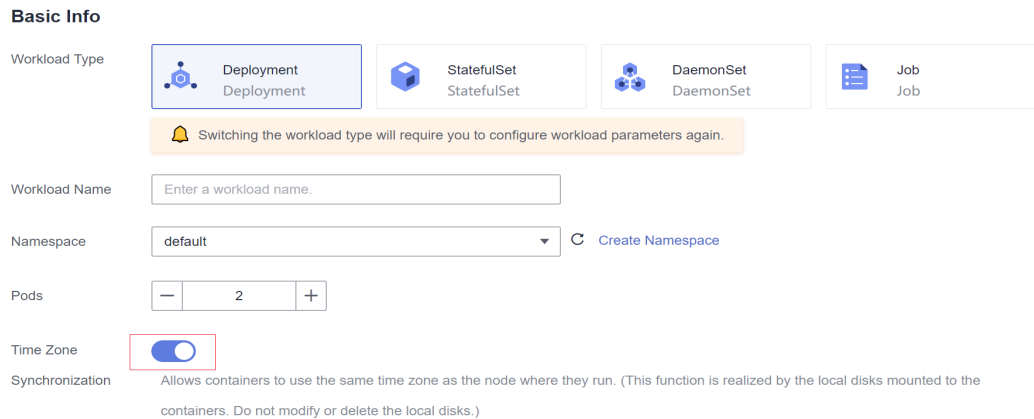 Basic Info
Workload Type
Deployment
Deployment
StatefulSet
StatefulSet
DaemonSet
DaemonSet
Job
Job
Switching the workload type will require you to configure workload parameters again.
Workload Name
Enter a workload name.
Namespace
default
Create Namespace
Pods
2
Time Zone
Synchronization
Allows containers to use the same time zone as the node where they run. (This function is realized by the local disks mounted to the
containers. Do not modify or delete the local disks.)